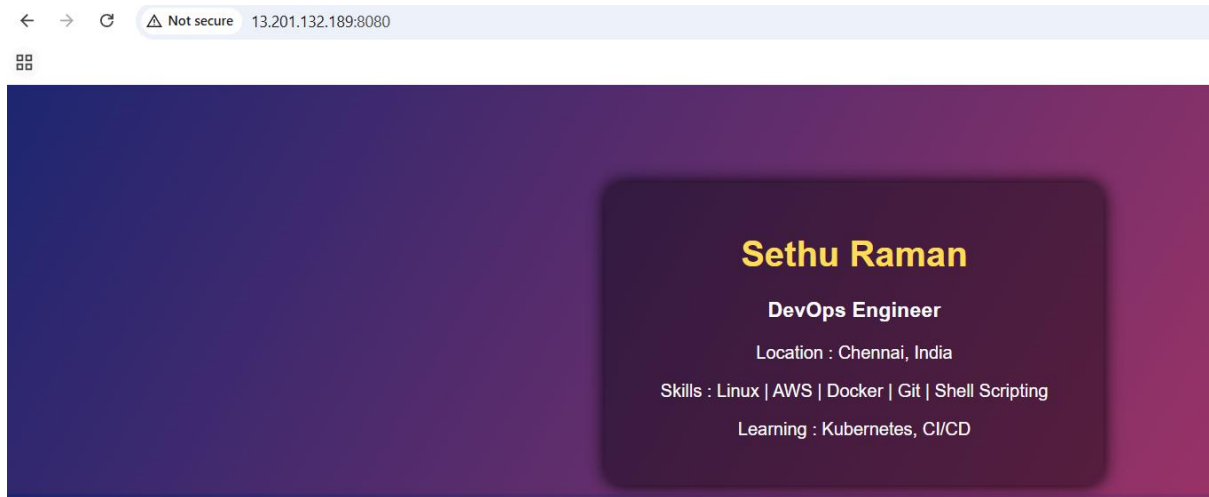 Not secure 13.201.132.189:8080
Sethu Raman
DevOps Engineer
Location : Chennai, India
Skills : Linux | AWS | Docker | Git | Shell Scripting
Learning : Kubernetes, CI/CD